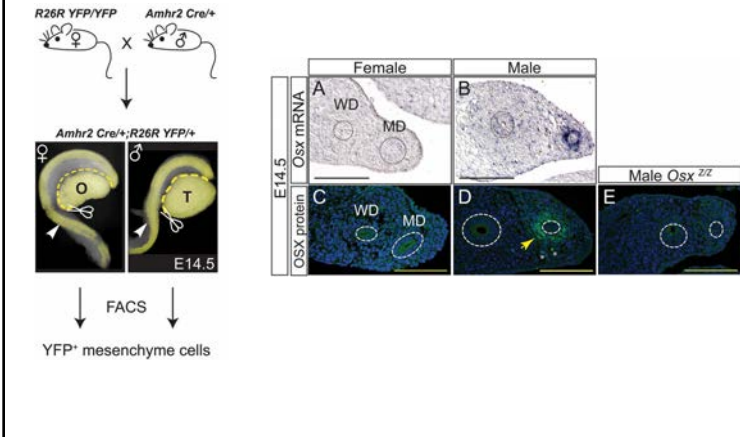 R26R YFP/YFP
Amhr2 Cre/+
♀ X ♂
Amhr2 Cre/+;R26R YFP/+
♀ ♂
O T
E14.5
FACS
YFP+ mesenchyme cells
Female Male
E14.5
Osx mRNA
A WD MD
B
Male Osx Z/Z
OSX protein
C WD MD
D
E